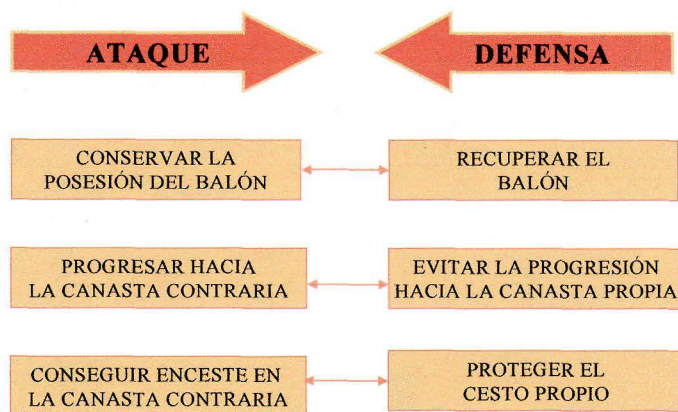 ATAQUE
DEFENSA
CONSERVAR LA
POSESIÓN DEL BALÓN
RECUPERAR EL
BALÓN
PROGRESAR HACIA
LA CANASTA CONTRARIA
EVITAR LA PROGRESIÓN
HACIA LA CANASTA PROPIA
CONSEGUIR ENCESTE EN
LA CANASTA CONTRARIA
PROTEGER EL
CESTO PROPIO